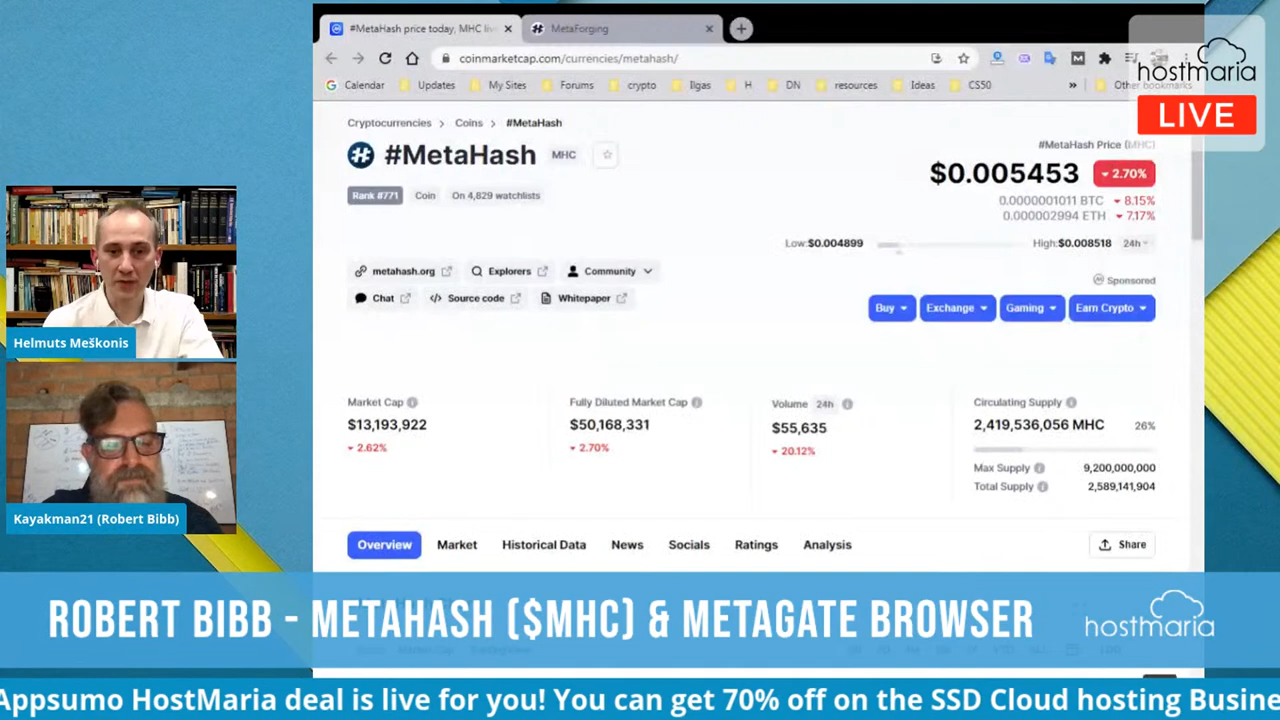 #MetaHash price today, MHC liv
MetaForging
coinmarketcap.com/currencies/metahash/
Calendar
Updates
My Sites
Forums
crypto
Ilgas
H
DN
resources
Ideas
CS50
»
Other bookmarks
hostmaria
LIVE
Cryptocurrencies > Coins > #MetaHash
#MetaHash MHC
Rank #771 Coin On 4,829 watchlists
#MetaHash Price (MHC)
$0.005453 2.70%
0.0000001011 BTC 8.15%
0.000002994 ETH 7.17%
Low:$0.004899 High:$0.008518 24h
metahash.org Explorers Community
Chat Source code Whitepaper
Sponsored
Buy Exchange Gaming Earn Crypto
Market Cap
$13,193,922
2.62%
Fully Diluted Market Cap
$50,168,331
2.70%
Volume 24h
$55,635
20.12%
Circulating Supply
2,419,536,056 MHC 26%
Max Supply 9,200,000,000
Total Supply 2,589,141,904
Overview Market Historical Data News Socials Ratings Analysis Share
Helmuts Meškonis
Kayakman21 (Robert Bibb)
ROBERT BIBB - METAHASH ($MHC) & METAGATE BROWSER
hostmaria
Appsumo HostMaria deal is live for you! You can get 70% off on the SSD Cloud hosting Busine